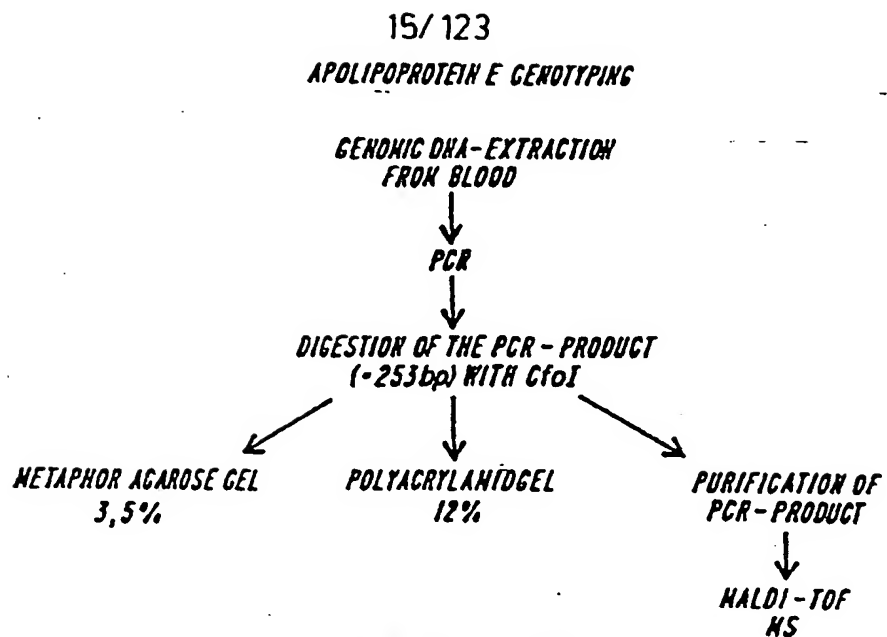 15/123
APOLIPOPROTEIN E GENOTYPING
GENOMIC DNA-EXTRACTION
FROM BLOOD
PCR
DIGESTION OF THE PCR-PRODUCT
(-253bp) WITH CfoI
METAPHOR AGAROSE GEL
3,5%
POLYACRYLAMIDGEL
12%
PURIFICATION OF
PCR-PRODUCT
MALDI-TOF
MS